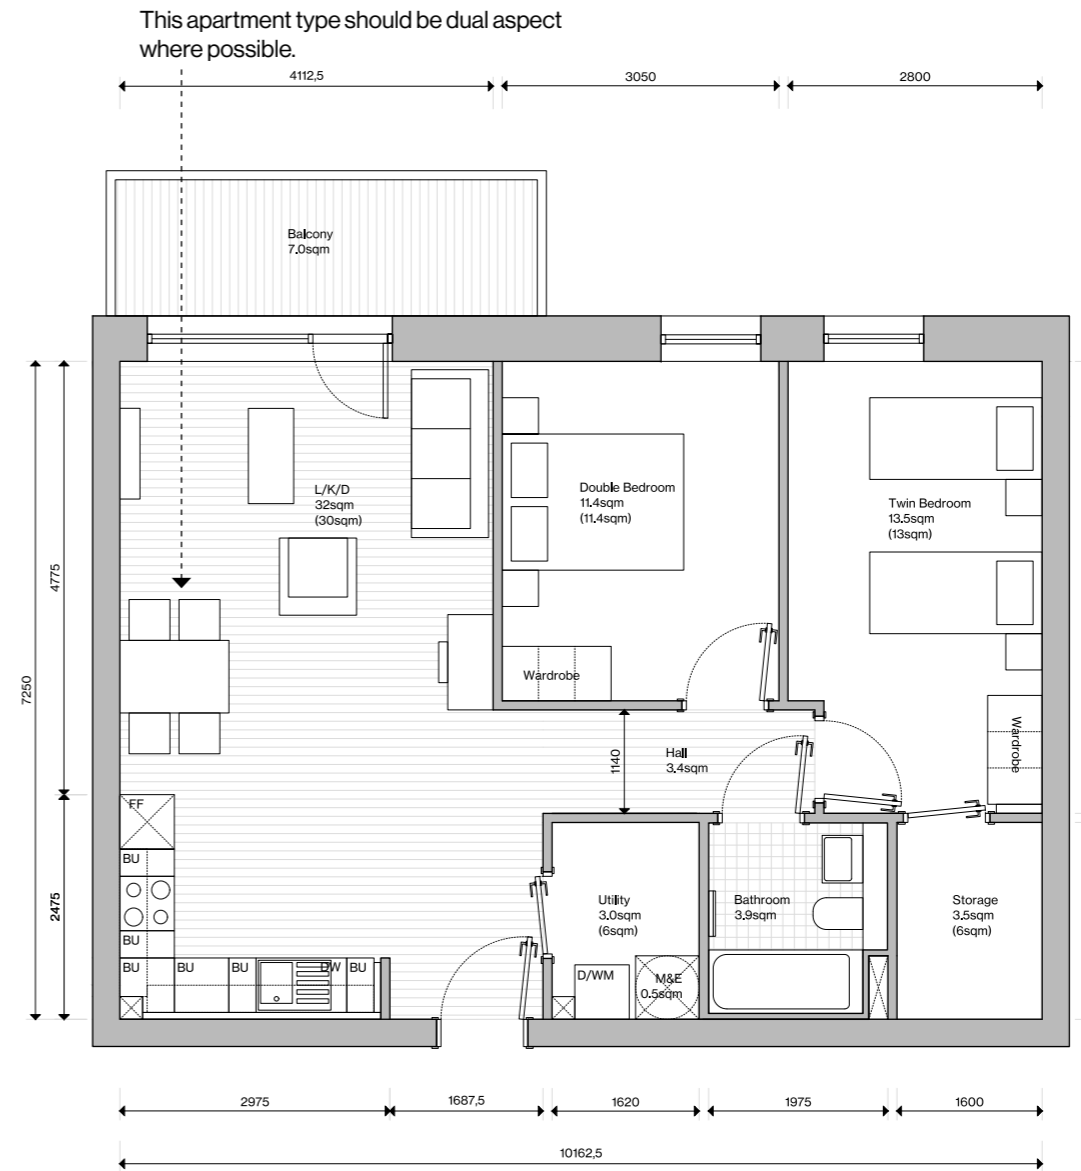 This apartment type should be dual aspect
where possible.
4112,5
3050
2800
Balcony
7.0sqm
L/K/D
32sqm
(30sqm)
Double Bedroom
11.4sqm
(11.4sqm)
Twin Bedroom
13.5sqm
(13sqm)
4775
7250
Wardrobe
Wardrobe
Hall
3.4sqm
1140
FF
BU
2475
BU
Utility
3.0sqm
(6sqm)
Bathroom
3.9sqm
Storage
3.5sqm
(6sqm)
BU
BU
BU
DW
BU
D/WM
M&E
0.5sqm
2975
1687,5
1620
1975
1600
10162,5